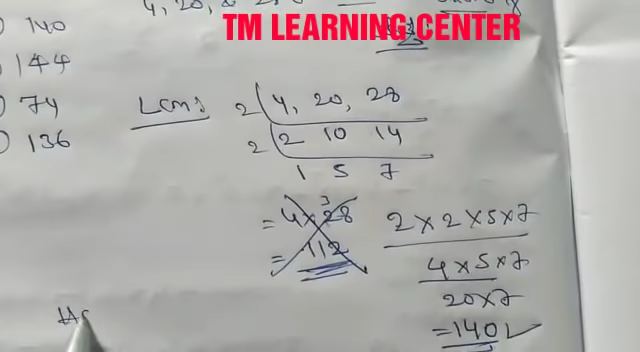 4, 20, & 28
TM LEARNING CENTER
140
144
74
136
LCM:
2 4, 20, 28
2 2 10 14
1 5 7
= 4 × 28
= 112
2 × 2 × 5 × 7
4 × 5 × 7
20 × 7
= 140 ✓